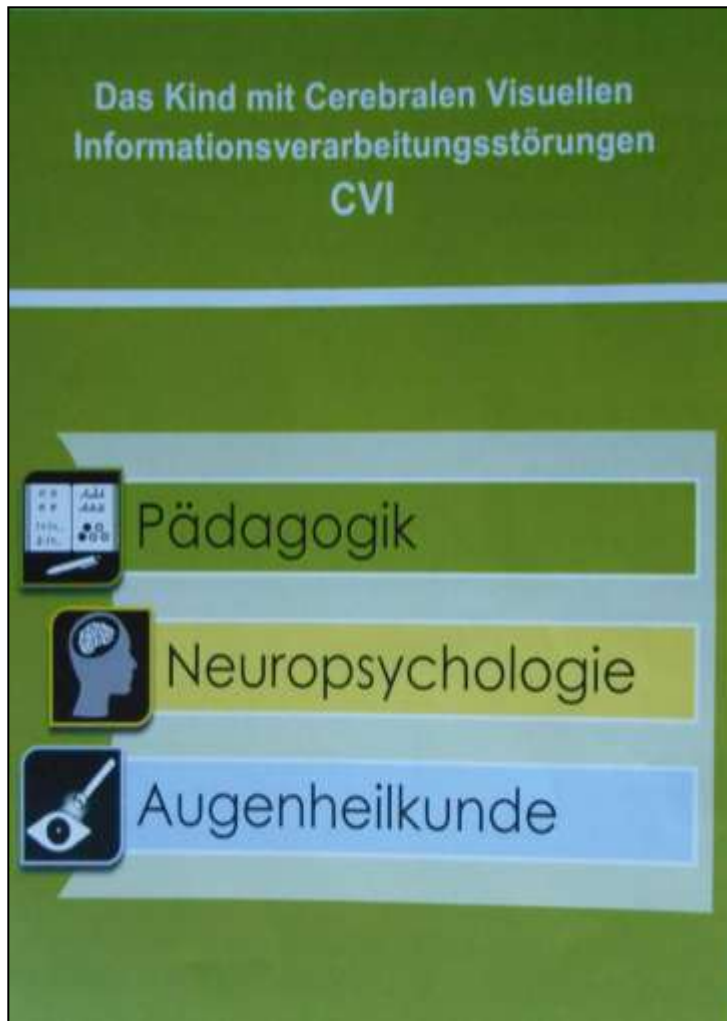 Das Kind mit Cerebralen Visuellen
Informationsverarbeitungsstörungen
CVI
Pädagogik
Neuropsychologie
Augenheilkunde